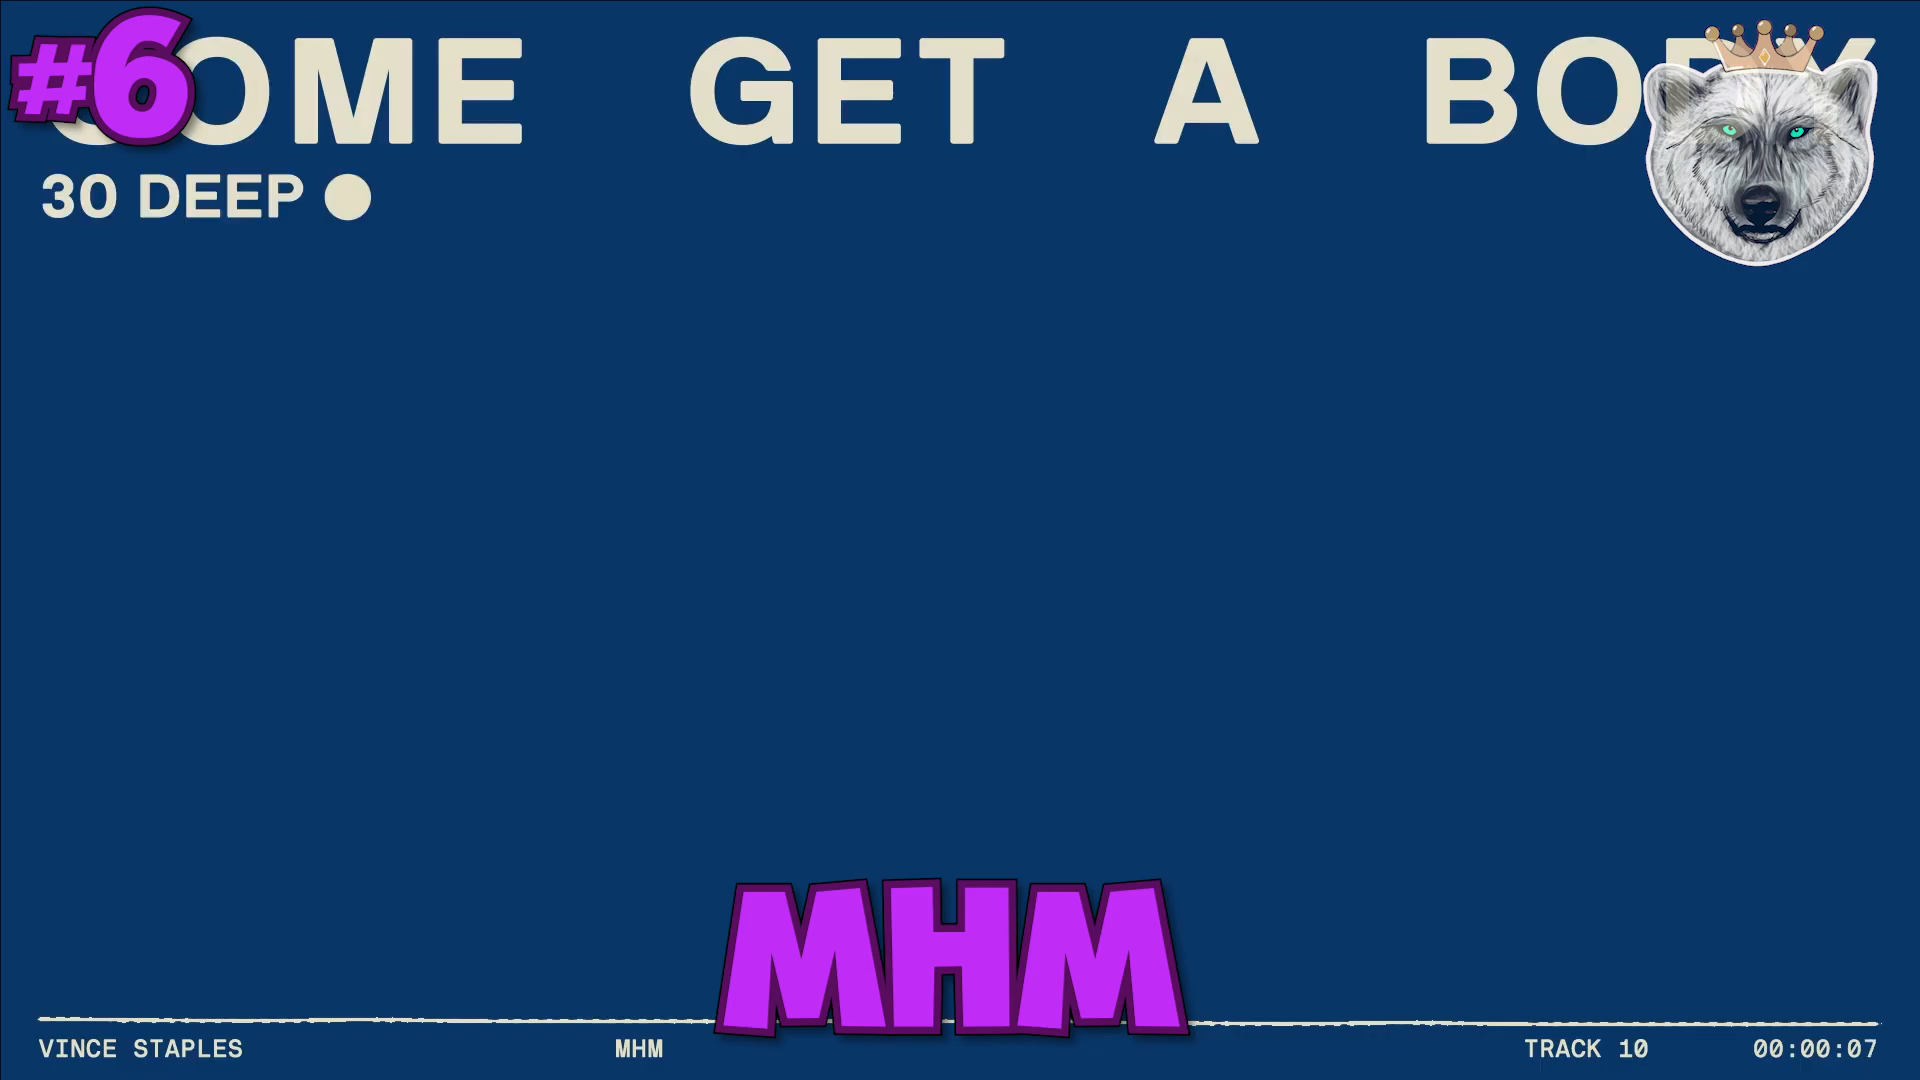 #6
OME GET A BO
30 DEEP
MHM
VINCE STAPLES MHM TRACK 10 00:00:07